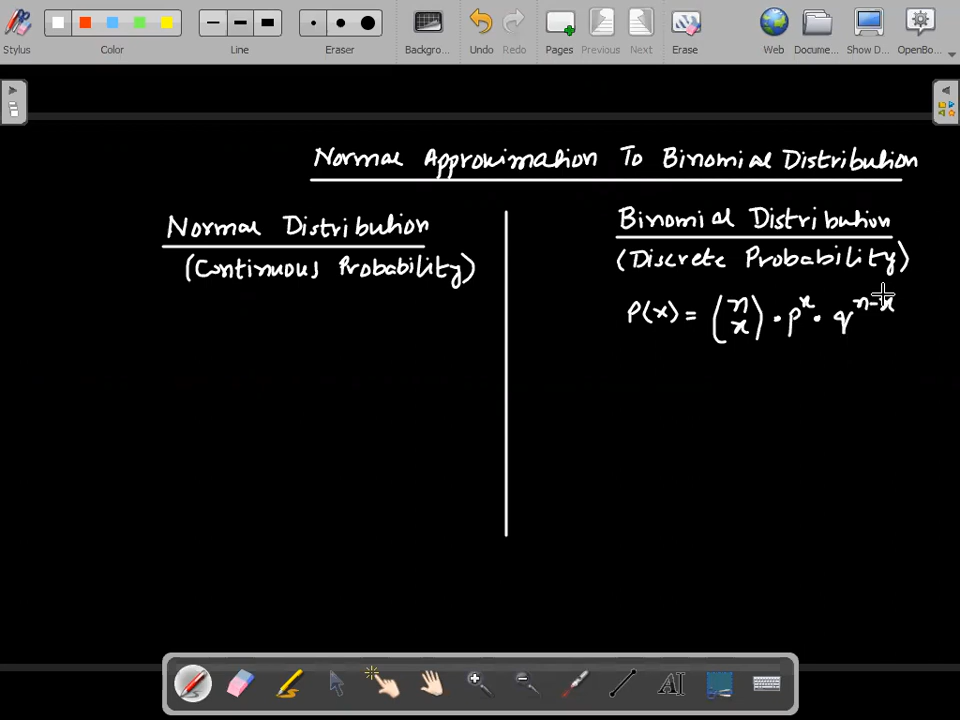 Stylus
Color
Line
Eraser
Backgro...
Undo
Redo
Pages
Previous
Next
Erase
Web
Docume...
Show D...
OpenBo...
Normal Approximation To Binomial Distribution
Normal Distribution
(Continuous Probability)
Binomial Distribution
(Discrete Probability)
P(x) = (n x) · p^x · q^(n-x)
AI